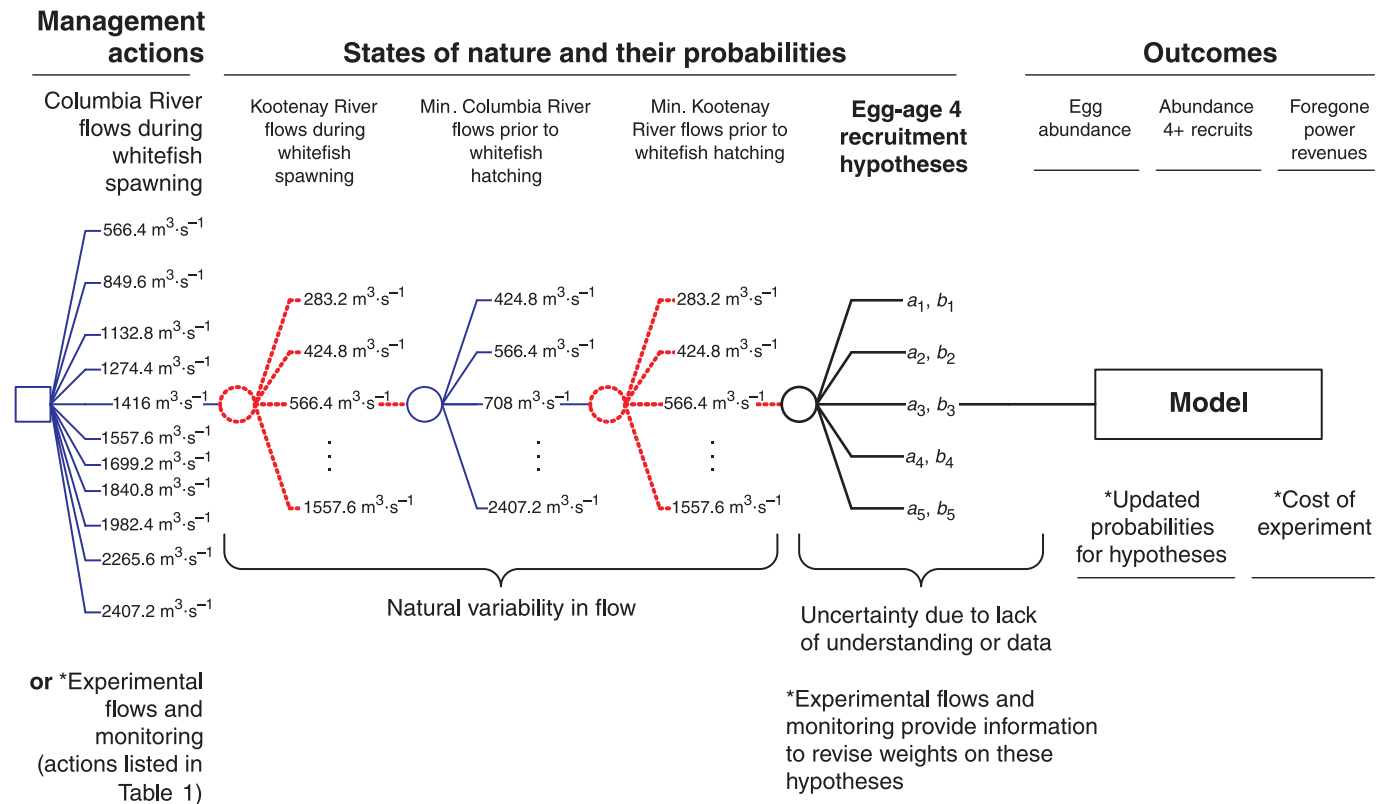 Management
actions
States of nature and their probabilities
Outcomes
Columbia River
flows during
whitefish
spawning
Kootenay River
flows during
whitefish
spawning
Min. Columbia River
flows prior to
whitefish
hatching
Min. Kootenay
River flows prior to
whitefish hatching
Egg-age 4
recruitment
hypotheses
Egg
abundance
Abundance
4+ recruits
Foregone
power
revenues
566.4 m³·s⁻¹
849.6 m³·s⁻¹
1132.8 m³·s⁻¹
1274.4 m³·s⁻¹
1416 m³·s⁻¹
1557.6 m³·s⁻¹
1699.2 m³·s⁻¹
1840.8 m³·s⁻¹
1982.4 m³·s⁻¹
2265.6 m³·s⁻¹
2407.2 m³·s⁻¹
283.2 m³·s⁻¹
424.8 m³·s⁻¹
566.4 m³·s⁻¹
1557.6 m³·s⁻¹
424.8 m³·s⁻¹
566.4 m³·s⁻¹
708 m³·s⁻¹
2407.2 m³·s⁻¹
283.2 m³·s⁻¹
424.8 m³·s⁻¹
566.4 m³·s⁻¹
1557.6 m³·s⁻¹
a₁, b₁
a₂, b₂
a₃, b₃
a₄, b₄
a₅, b₅
Model
*Updated
probabilities
for hypotheses
*Cost of
experiment
Natural variability in flow
Uncertainty due to lack
of understanding or data
or *Experimental
flows and
monitoring
(actions listed in
Table 1)
*Experimental flows and
monitoring provide information
to revise weights on these
hypotheses